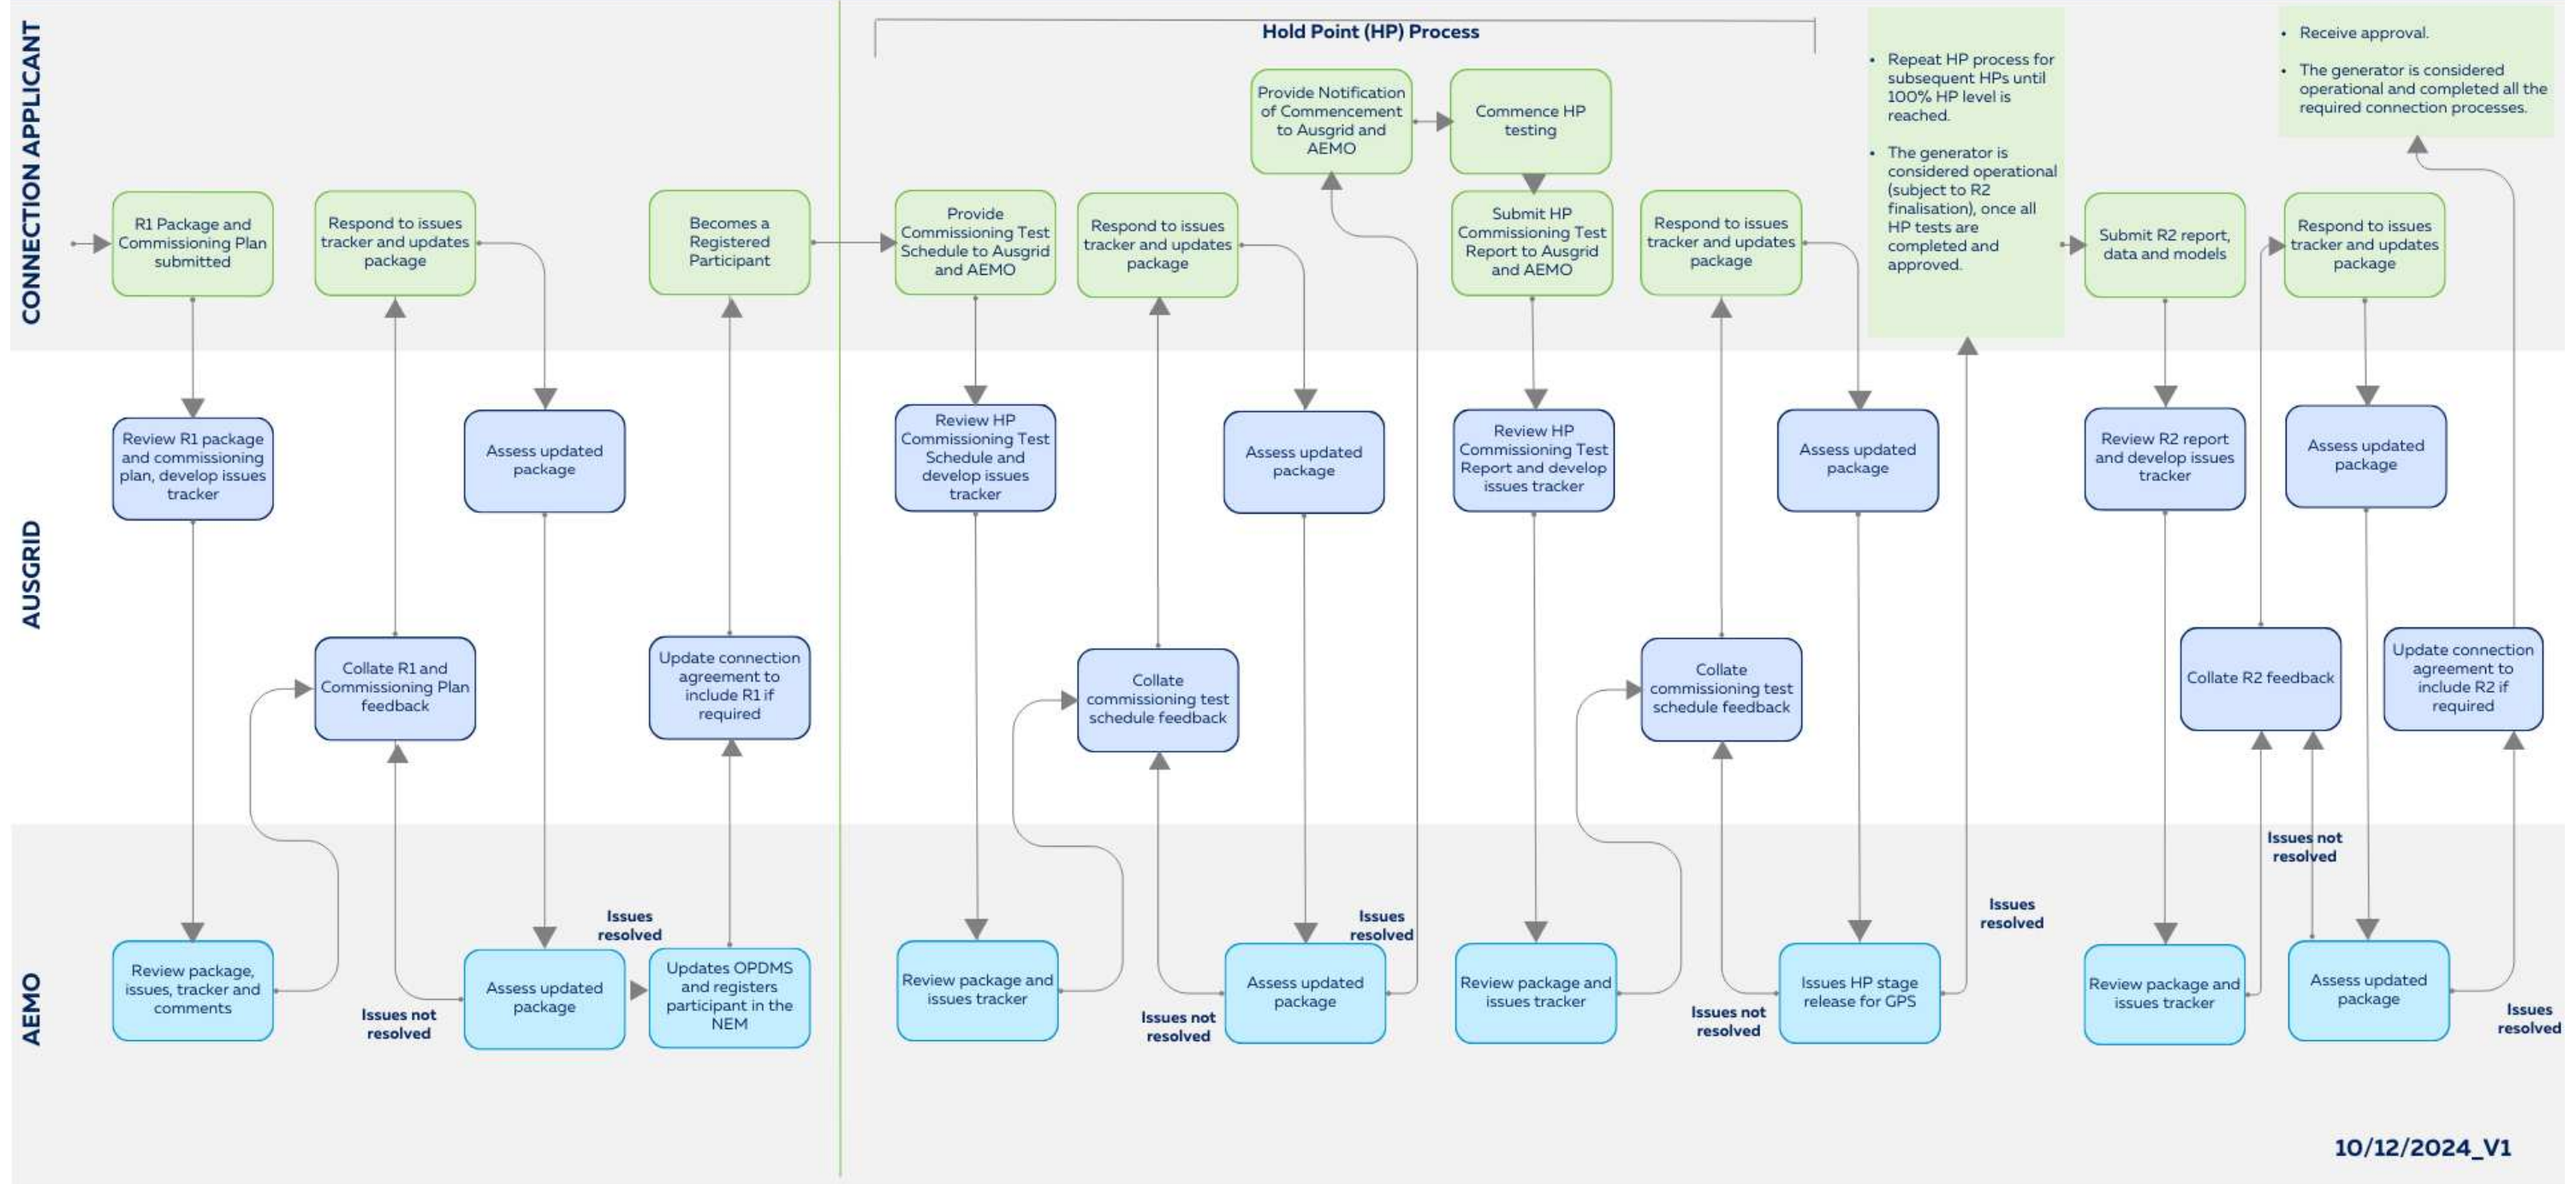 CONNECTION APPLICANT
Hold Point (HP) Process
R1 Package and
Commissioning Plan
submitted
Respond to issues
tracker and updates
package
Becomes a
Registered
Participant
Provide
Commissioning Test
Schedule to Ausgrid
and AEMO
Respond to issues
tracker and updates
package
Provide Notification
of Commencement
to Ausgrid and
AEMO
Commence HP
testing
Submit HP
Commissioning Test
Report to Ausgrid
and AEMO
Respond to issues
tracker and updates
package
• Repeat HP process for
subsequent HPs until
100% HP level is
reached.
• The generator is
considered operational
(subject to R2
finalisation), once all
HP tests are
completed and
approved.
Submit R2 report,
data and models
Respond to issues
tracker and updates
package
• Receive approval.
• The generator is considered
operational and completed all the
required connection processes.
AUSGRID
Review R1 package
and commissioning
plan, develop issues
tracker
Collate R1 and
Commissioning Plan
feedback
Assess updated
package
Update connection
agreement to
include R1 if
required
Review HP
Commissioning Test
Schedule and
develop issues
tracker
Collate
commissioning test
schedule feedback
Assess updated
package
Review HP
Commissioning Test
Report and develop
issues tracker
Collate
commissioning test
schedule feedback
Assess updated
package
Review R2 report
and develop issues
tracker
Collate R2 feedback
Assess updated
package
Update connection
agreement to
include R2 if
required
AEMO
Review package,
issues, tracker and
comments
Issues not
resolved
Assess updated
package
Issues
resolved
Updates OPDMS
and registers
participant in the
NEM
Review package and
issues tracker
Issues not
resolved
Assess updated
package
Issues
resolved
Review package and
issues tracker
Issues not
resolved
Issues HP stage
release for GPS
Issues
resolved
Review package and
issues tracker
Issues not
resolved
Assess updated
package
Issues
resolved
10/12/2024_V1